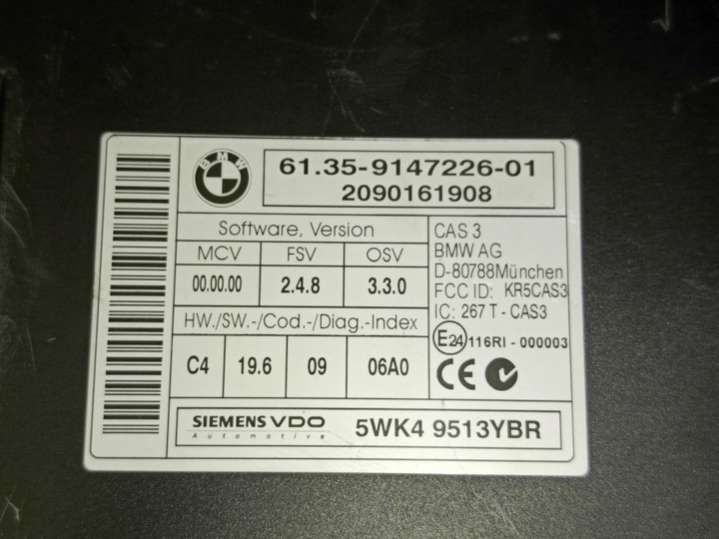 BMW
61.35-9147226-01
2090161908
Software, Version
MCV FSV OSV
00.00.00 2.4.8 3.3.0
HW./SW.-/Cod.-/Diag.-Index
C4 19.6 09 06A0
CAS 3
BMW AG
D-80788München
FCC ID: KR5CAS3
IC: 267 T - CAS3
E24 116RI - 000003
CE
SIEMENS VDO
Automotive
5WK4 9513YBR